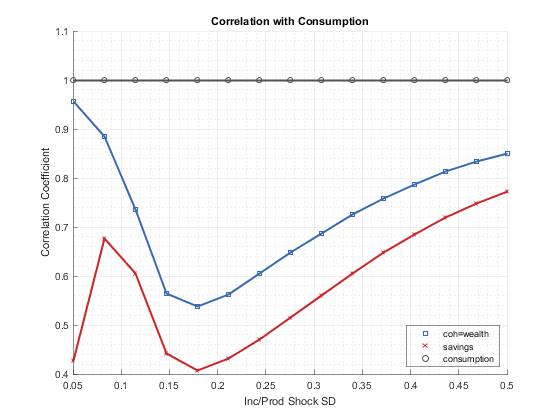 Correlation with Consumption
1.1
1
0.9
0.8
0.7
0.6
0.5
0.4
Correlation Coefficient
0.05 0.1 0.15 0.2 0.25 0.3 0.35 0.4 0.45 0.5
Inc/Prod Shock SD
coh=wealth
savings
consumption